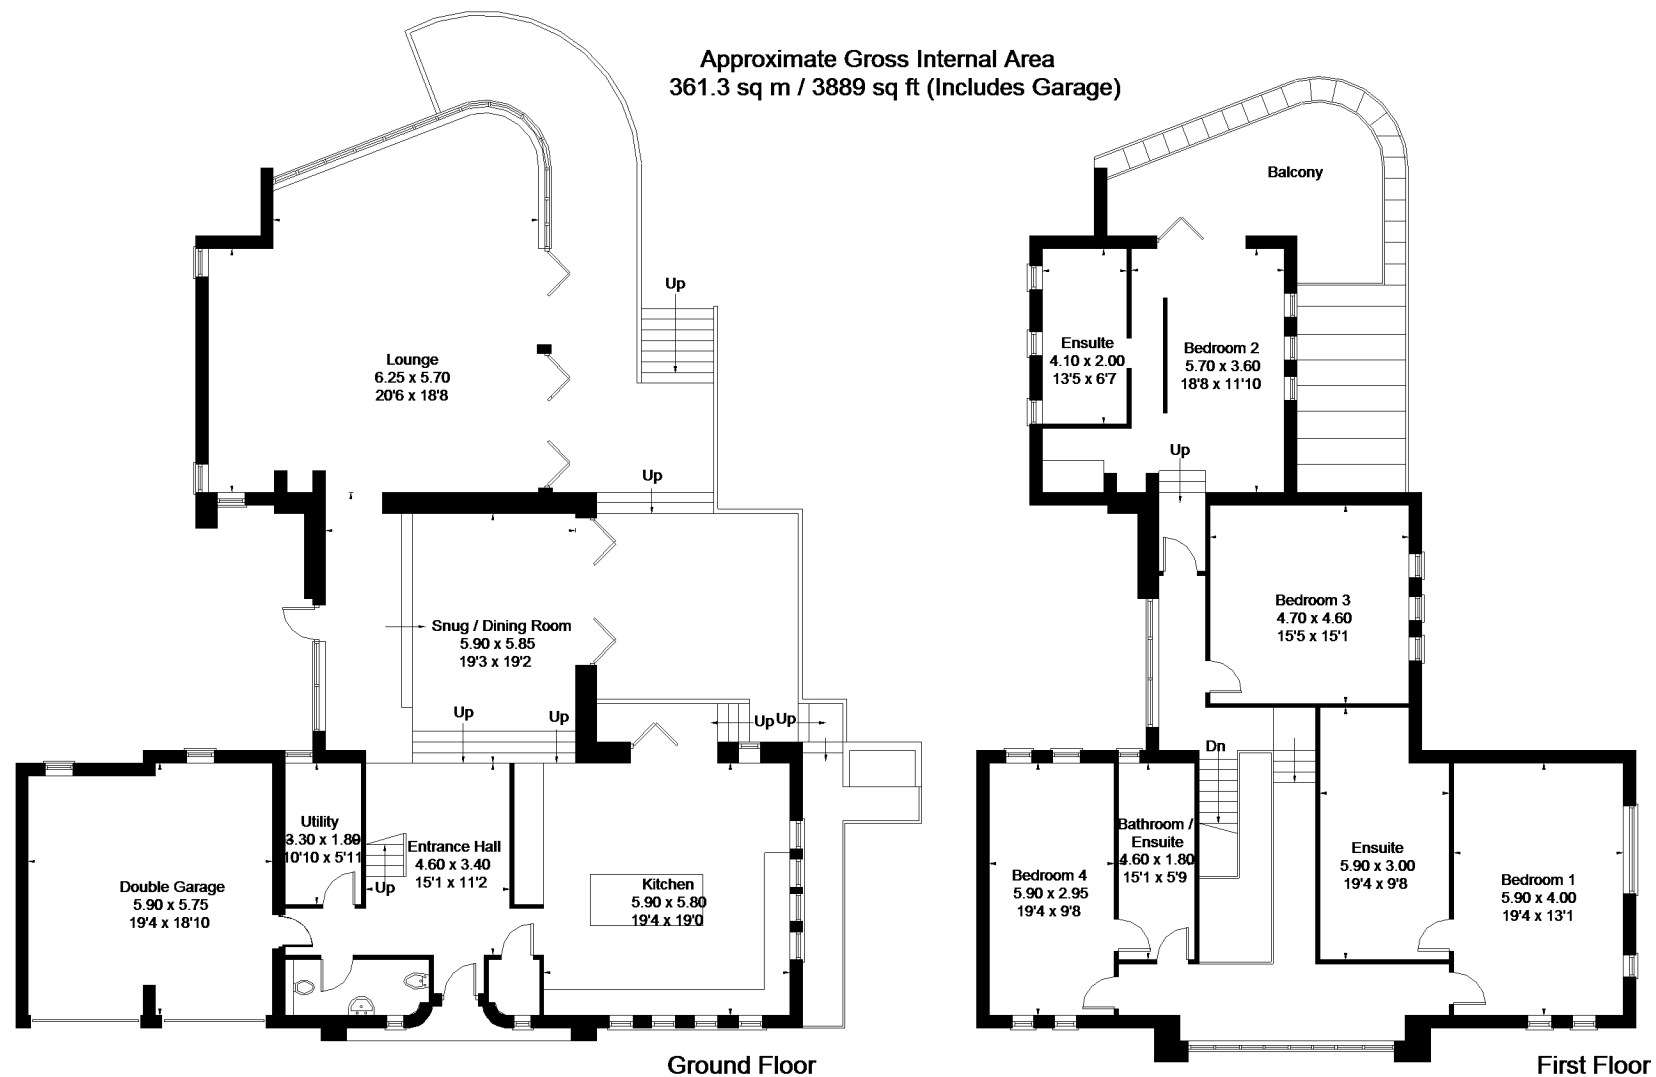 Approximate Gross Internal Area
361.3 sq m / 3889 sq ft (Includes Garage)
Up
Lounge
6.25 x 5.70
20'6 x 18'8
Up
Snug / Dining Room
5.90 x 5.85
19'3 x 19'2
Up
Up
Up
Up
Utility
3.30 x 1.80
10'10 x 5'11
Entrance Hall
4.60 x 3.40
15'1 x 11'2
Up
Double Garage
5.90 x 5.75
19'4 x 18'10
Kitchen
5.90 x 5.80
19'4 x 19'0
Ground Floor
Balcony
Ensuite
4.10 x 2.00
13'5 x 6'7
Bedroom 2
5.70 x 3.60
18'8 x 11'10
Up
Bedroom 3
4.70 x 4.60
15'5 x 15'1
Dn
Bathroom /
Ensuite
4.60 x 1.80
15'1 x 5'9
Bedroom 4
5.90 x 2.95
19'4 x 9'8
Ensuite
5.90 x 3.00
19'4 x 9'8
Bedroom 1
5.90 x 4.00
19'4 x 13'1
First Floor